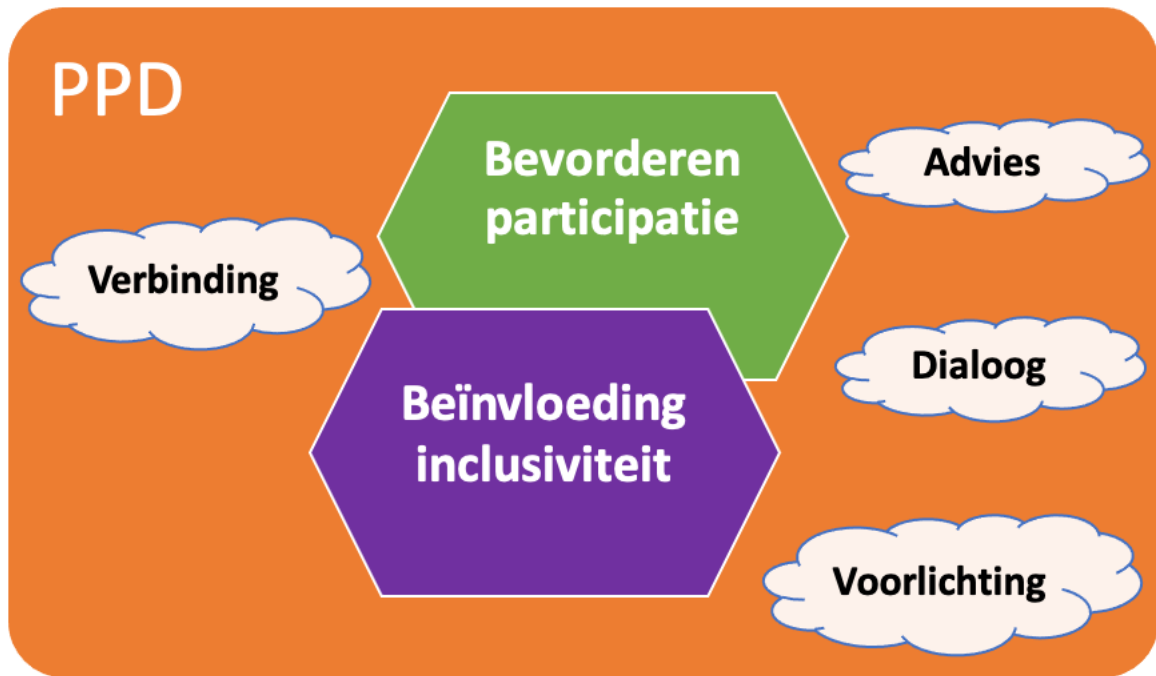 PPD
Bevorderen
participatie
Advies
Verbinding
Dialoog
Beïnvloeding
inclusiviteit
Voorlichting